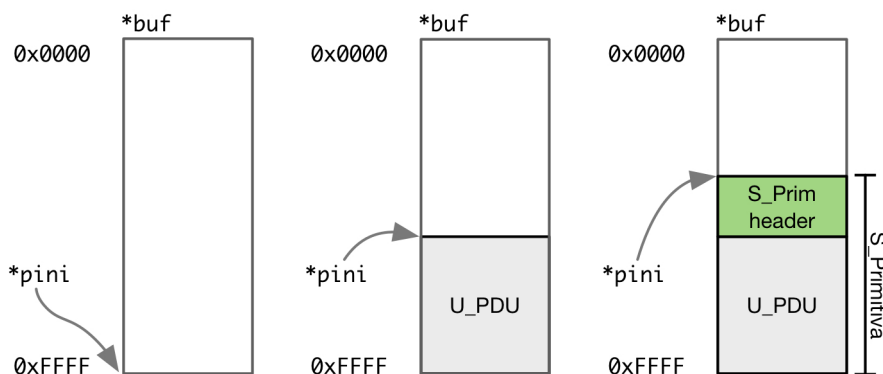 *buf
0x0000
*pini
0xFFFF
*buf
0x0000
*pini
U_PDU
0xFFFF
*buf
0x0000
S_Prim
header
*pini
U_PDU
S_Primitiva
0xFFFF